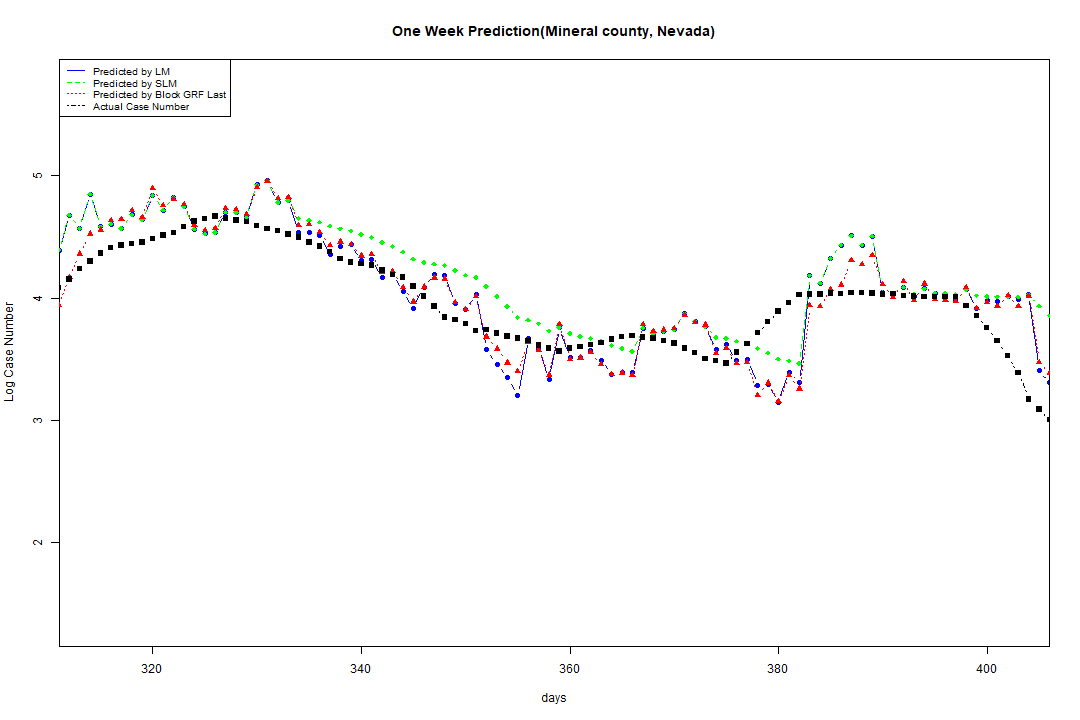 One Week Prediction(Mineral county, Nevada)
Predicted by LM
Predicted by SLM
Predicted by Block GRF Last
Actual Case Number
5
4
3
2
Log Case Number
320 340 360 380 400
days